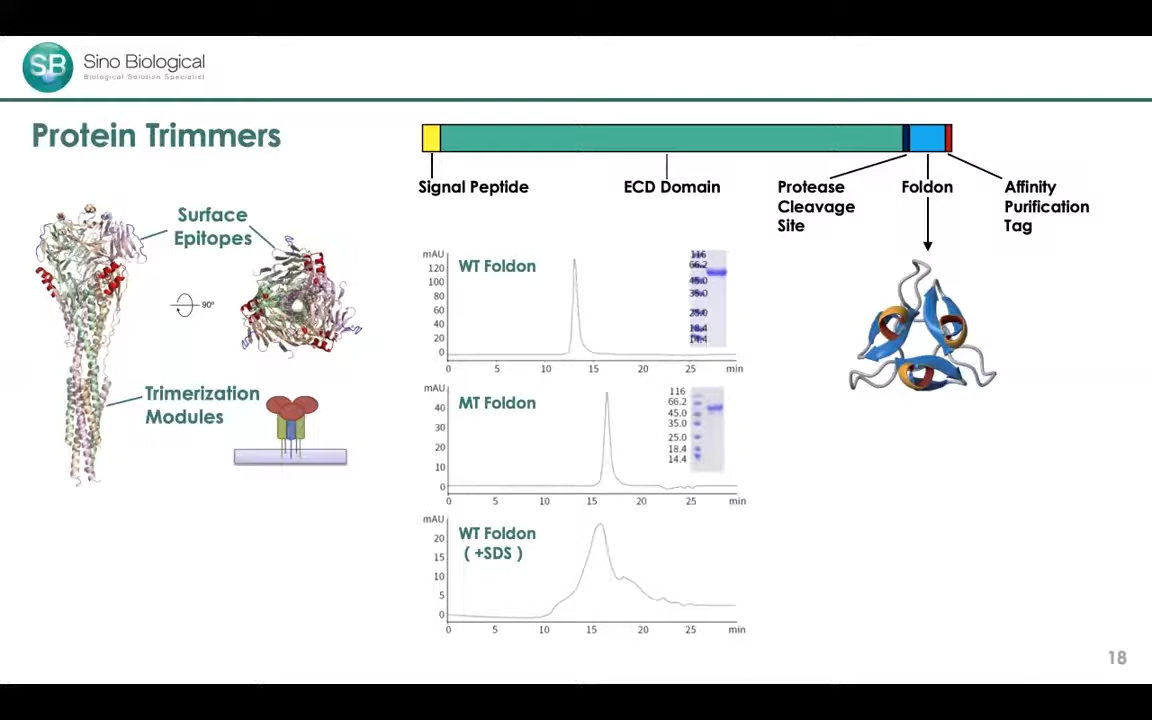 SB
Sino Biological
Biological Solution Specialist
Protein Trimmers
Signal Peptide
ECD Domain
Protease
Cleavage
Site
Foldon
Affinity
Purification
Tag
Surface
Epitopes
90°
Trimerization
Modules
mAU
WT Foldon
120
100
80
60
40
20
0
0 5 10 15 20 25 min
116
66.2
45.0
35.0
25.0
18.4
14.4
mAU
MT Foldon
40
30
20
10
0
0 5 10 15 20 25 min
116
66.2
45.0
35.0
25.0
18.4
14.4
mAU
WT Foldon
( +SDS )
20
15
10
5
0
0 5 10 15 20 25 min
18